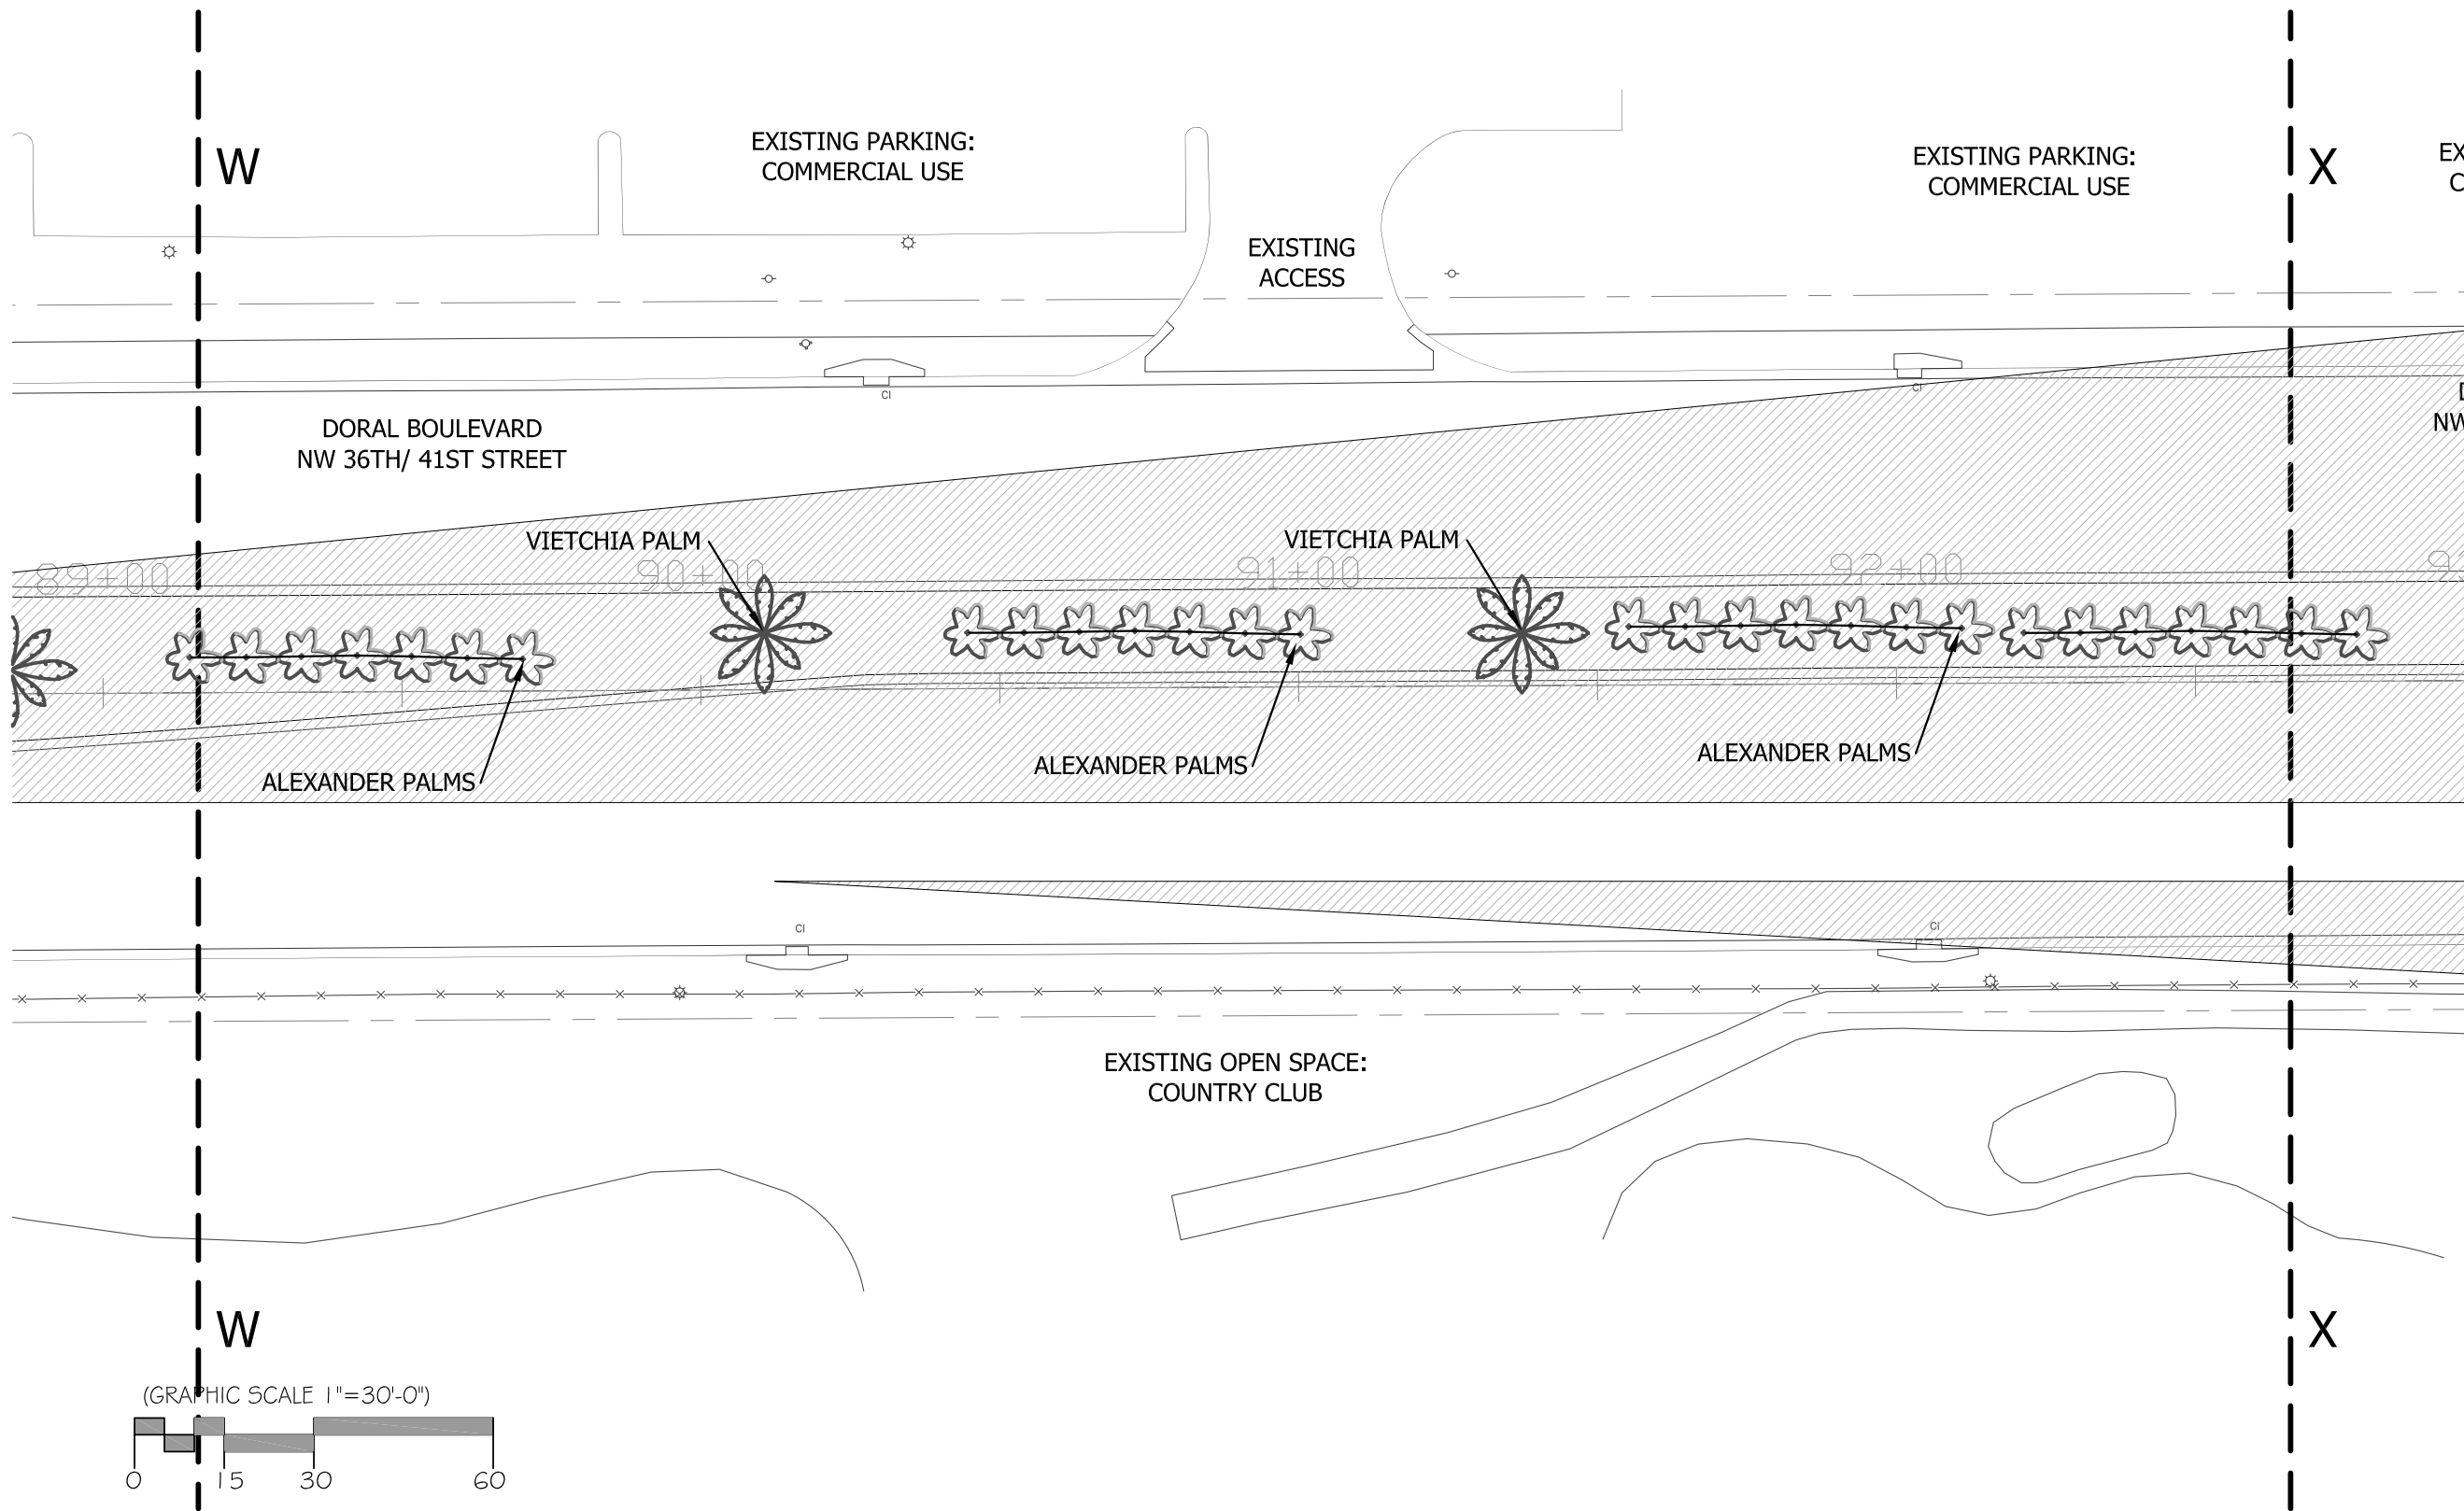 W
EXISTING PARKING:
COMMERCIAL USE
EXISTING PARKING:
COMMERCIAL USE
X
EXISTING
ACCESS
CI
CI
DORAL BOULEVARD
NW 36TH/ 41ST STREET
NW
VIETCHIA PALM
VIETCHIA PALM
89+00
90+00
91+00
92+00
ALEXANDER PALMS
ALEXANDER PALMS
ALEXANDER PALMS
CI
CI
EXISTING OPEN SPACE:
COUNTRY CLUB
W
X
(GRAPHIC SCALE 1"=30'-0")
0 15 30 60